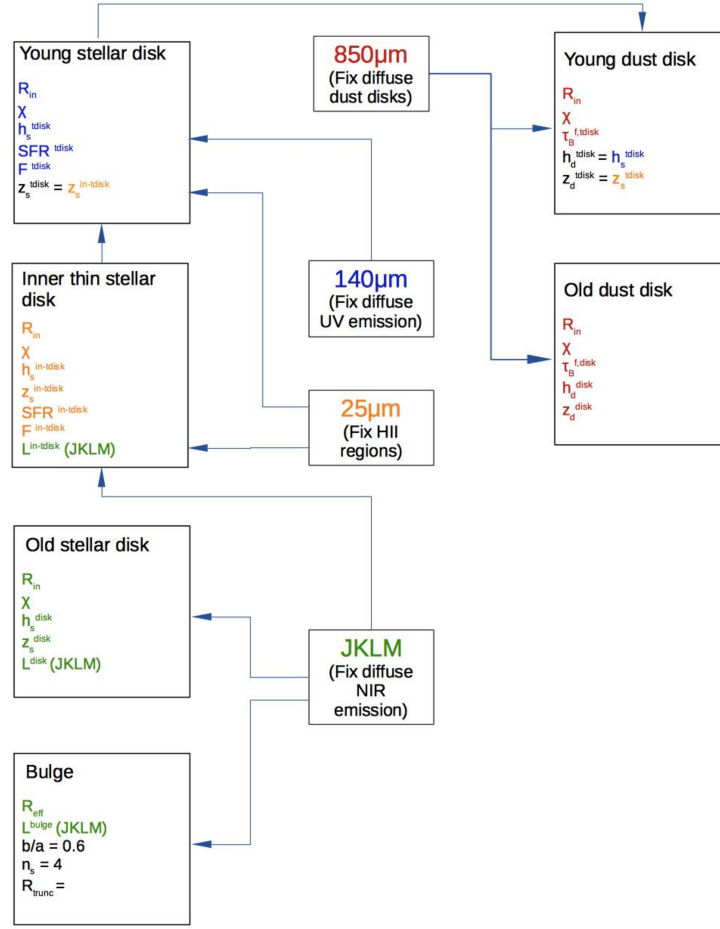 Young stellar disk
R_in
χ
h_s^tdisk
SFR^tdisk
F^tdisk
z_s^tdisk = z_s^in-tdisk
850μm
(Fix diffuse
dust disks)
Young dust disk
R_in
χ
τ_B^f,tdisk
h_d^tdisk = h_s^tdisk
z_d^tdisk = z_s^tdisk
Inner thin stellar
disk
R_in
χ
h_s^in-tdisk
z_s^in-tdisk
SFR^in-tdisk
F^in-tdisk
L^in-tdisk (JKLM)
140μm
(Fix diffuse
UV emission)
Old dust disk
R_in
χ
τ_B^f,disk
h_d^disk
z_d^disk
25μm
(Fix HII
regions)
Old stellar disk
R_in
χ
h_s^disk
z_s^disk
L^disk (JKLM)
JKLM
(Fix diffuse
NIR
emission)
Bulge
R_eff
L^bulge (JKLM)
b/a = 0.6
n_s = 4
R_trunc =